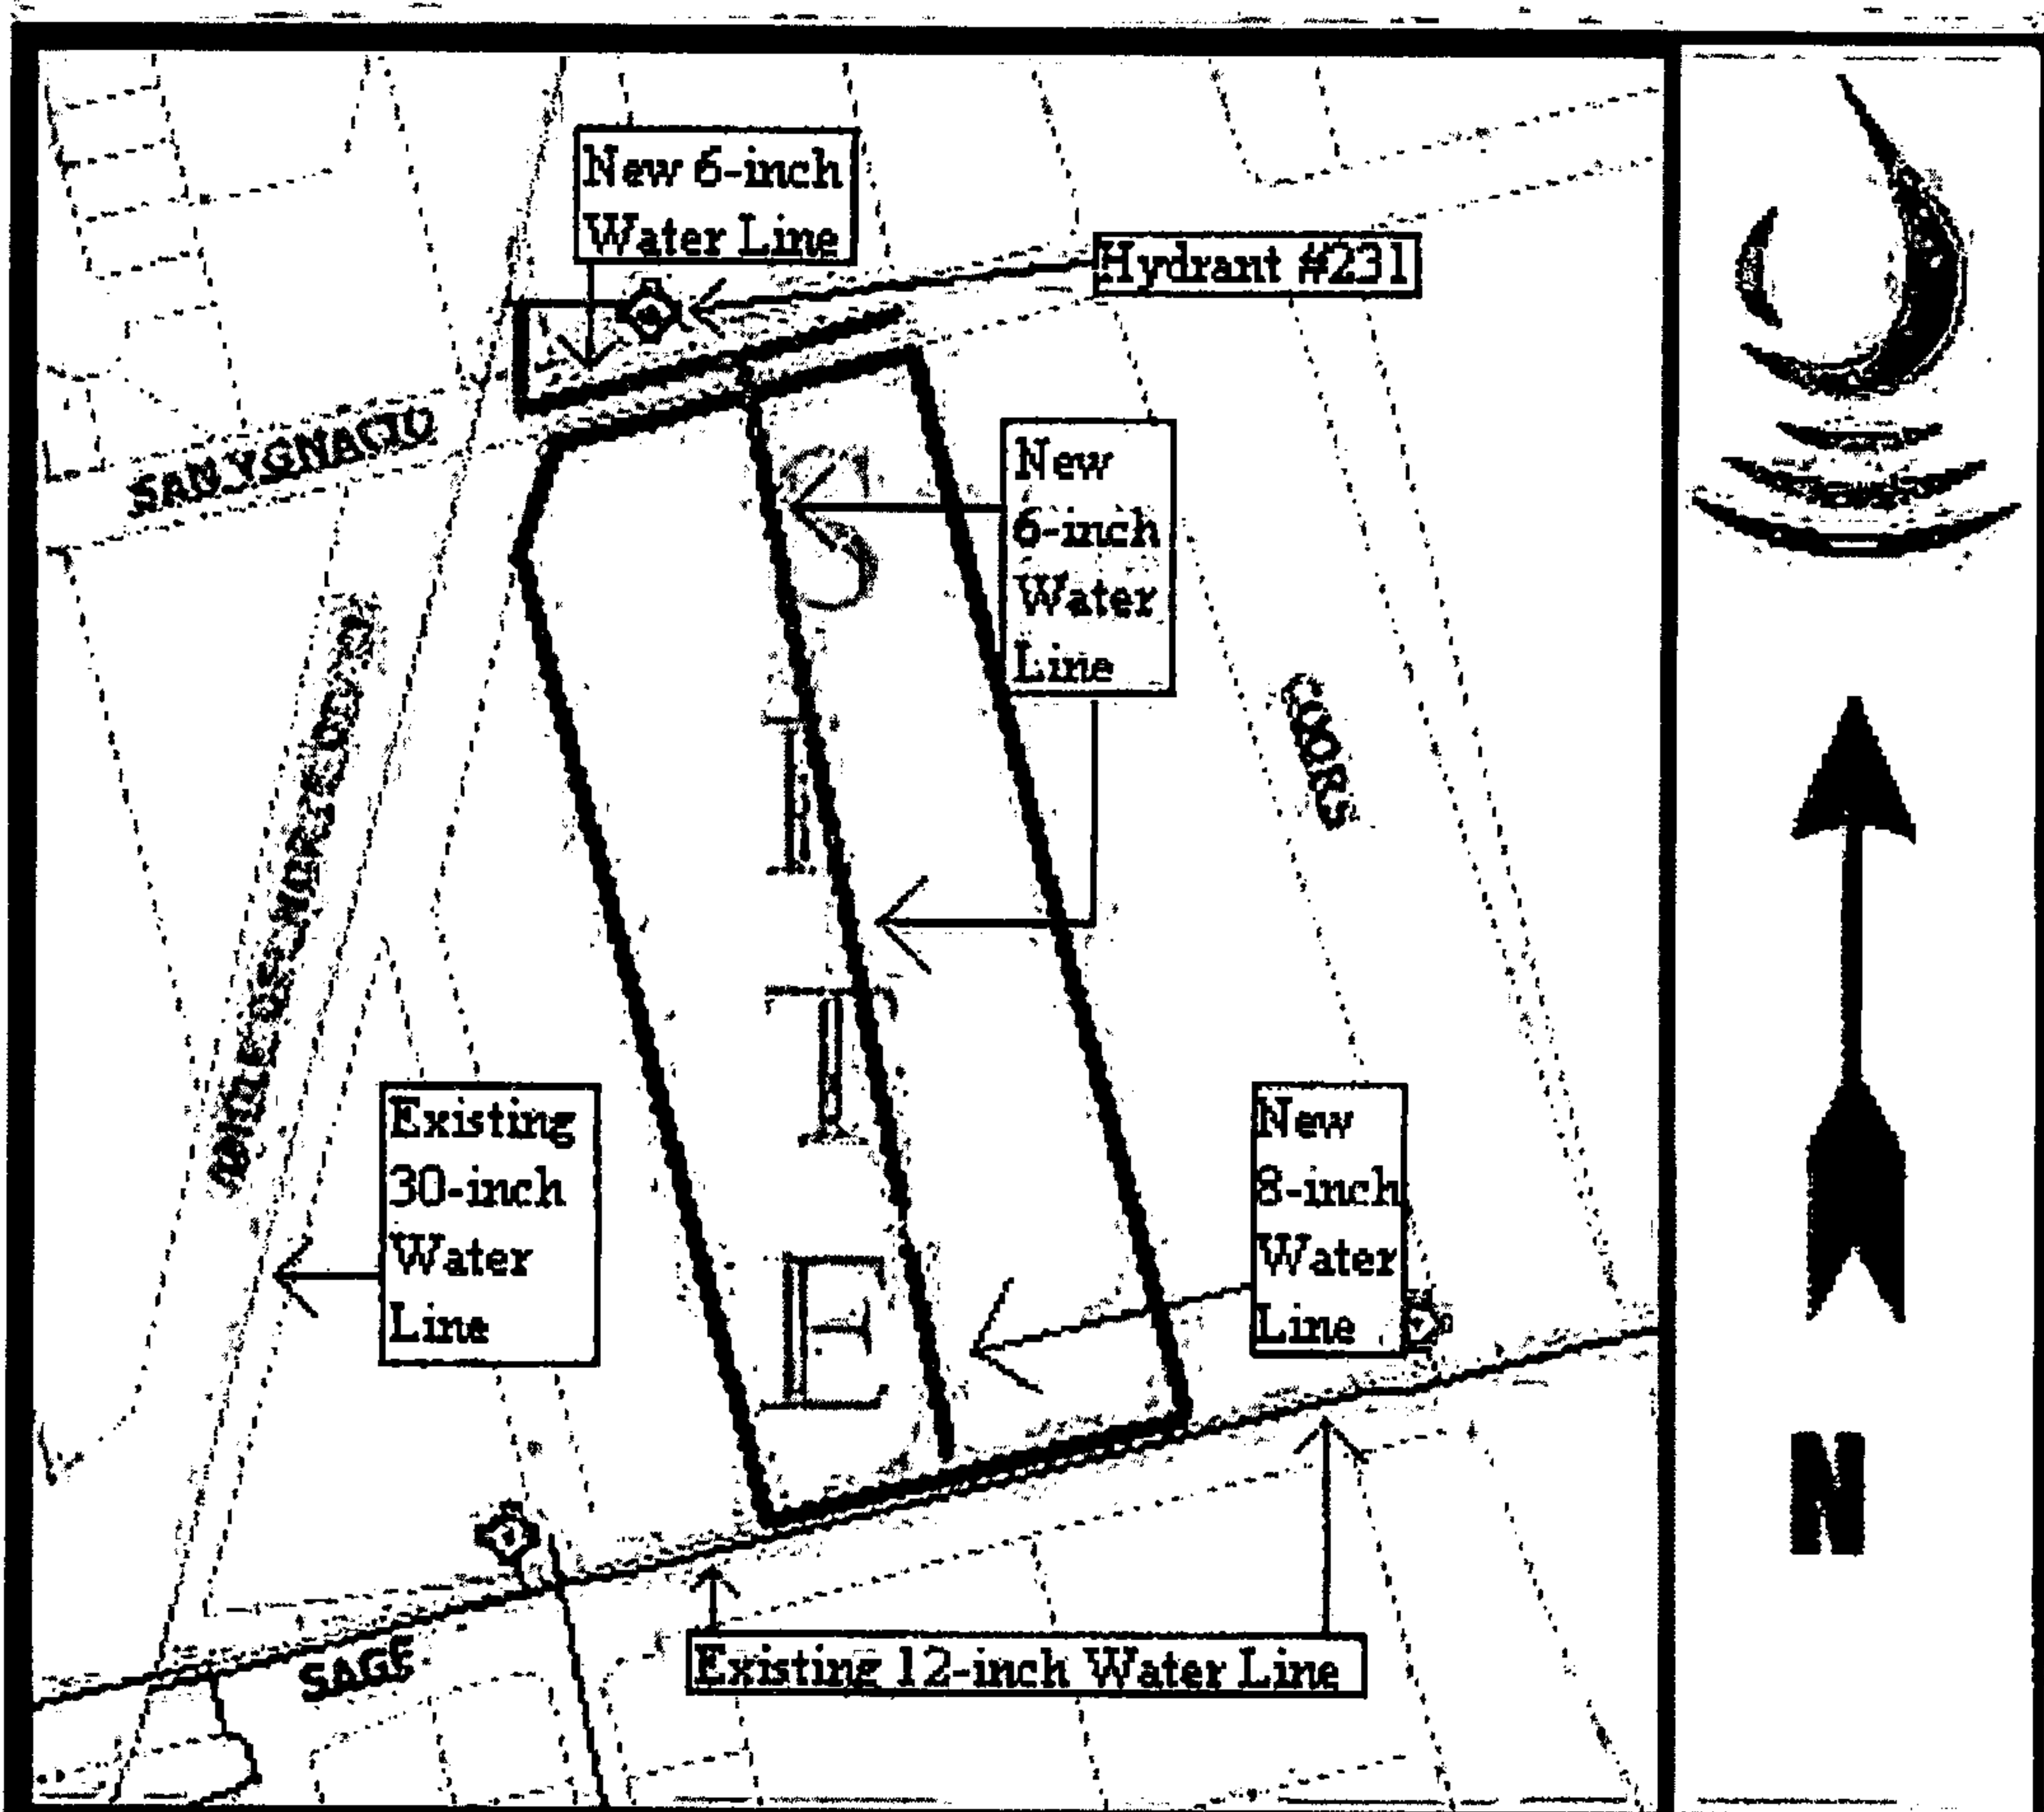 New 6-inch
Water Line
Hydrant #231
SAN YGNACIO
New
6-inch
Water
Line
S
I
T
E
COORS
Existing
30-inch
Water
Line
New
8-inch
Water
Line
SAGE
Existing 12-inch Water Line
N